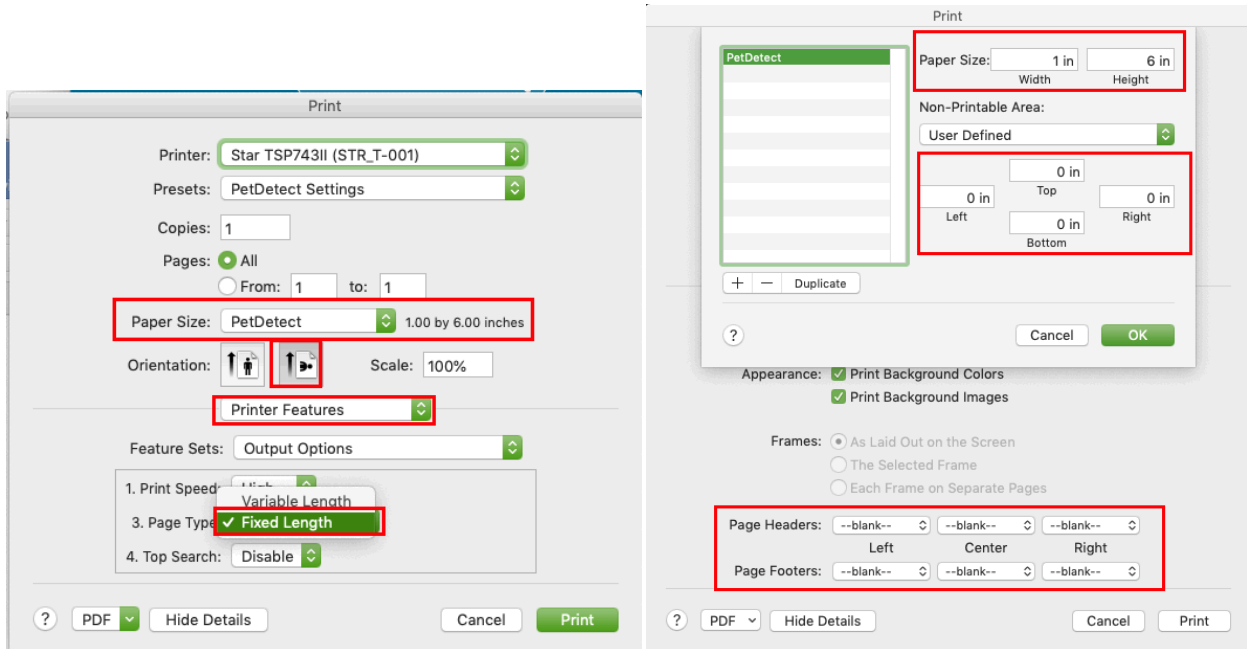 Print
Printer: Star TSP743II (STR_T-001)
Presets: PetDetect Settings
Copies: 1
Pages: All
From: 1 to: 1
Paper Size: PetDetect 1.00 by 6.00 inches
Orientation: Scale: 100%
Printer Features
Feature Sets: Output Options
1. Print Speed:
Variable Length
3. Page Type ✓ Fixed Length
4. Top Search: Disable
? PDF Hide Details Cancel Print
Print
PetDetect
Paper Size: 1 in 6 in
Width Height
Non-Printable Area:
User Defined
0 in
Top
0 in 0 in
Left Right
0 in
Bottom
+ − Duplicate
? Cancel OK
Appearance: Print Background Colors
Print Background Images
Frames: As Laid Out on the Screen
The Selected Frame
Each Frame on Separate Pages
Page Headers: --blank-- --blank-- --blank--
Left Center Right
Page Footers: --blank-- --blank-- --blank--
? PDF Hide Details Cancel Print